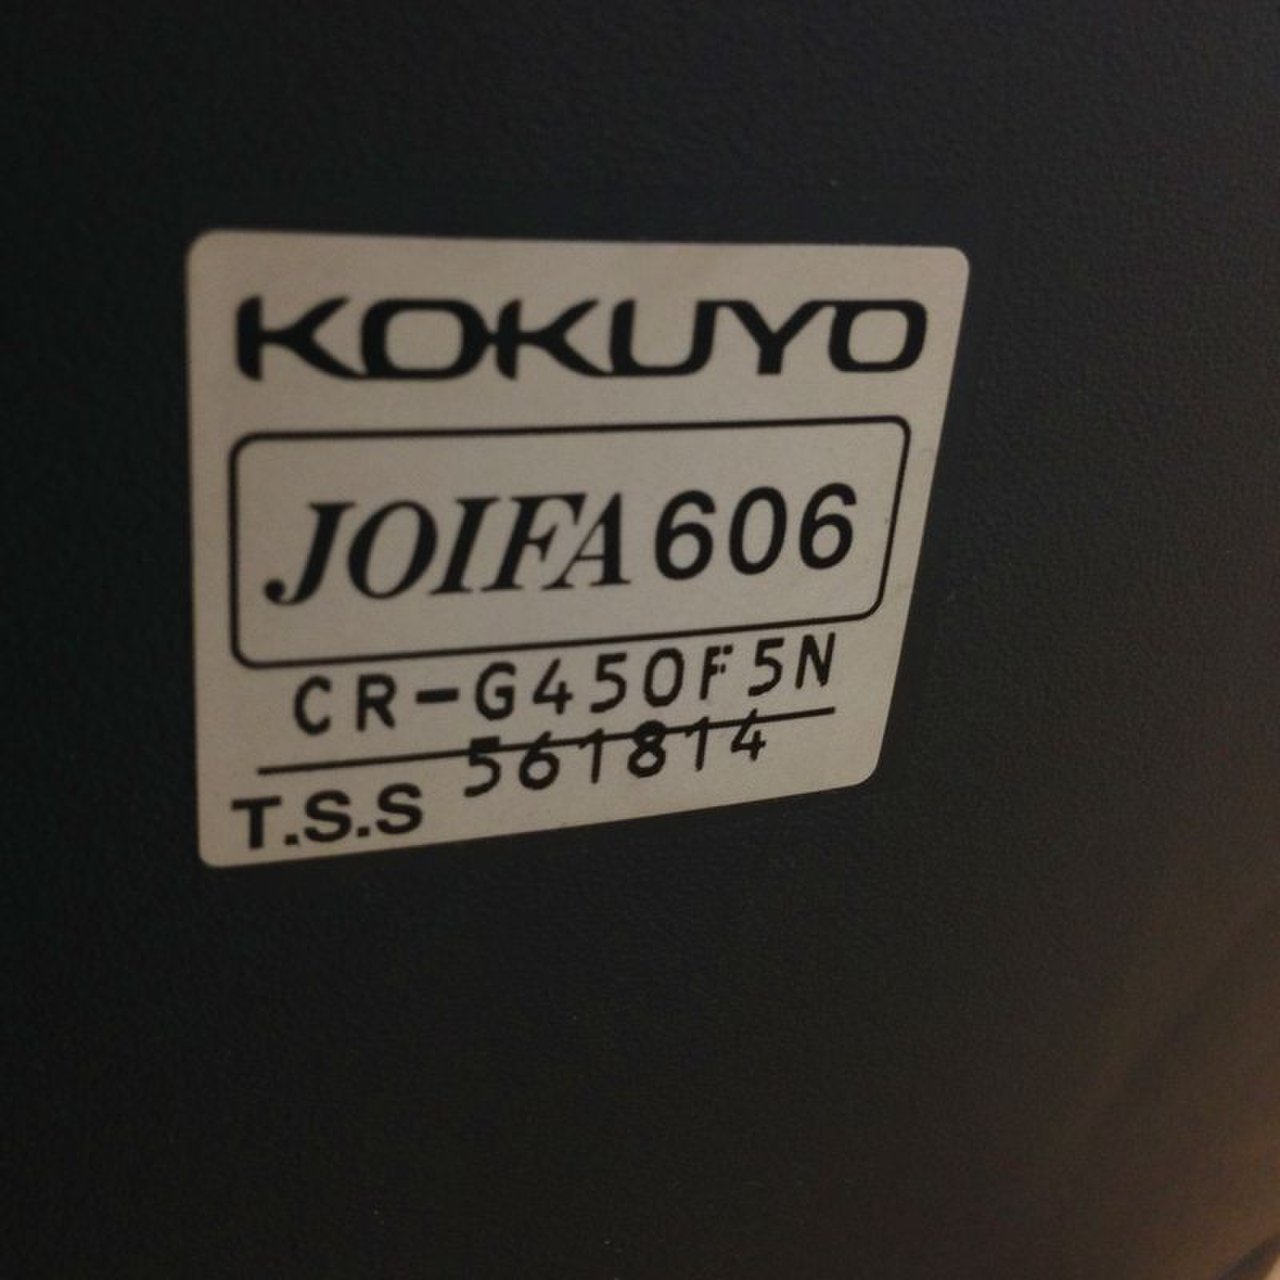 KOKUYO
JOIFA 606
CR-G450F5N
561814
T.S.S